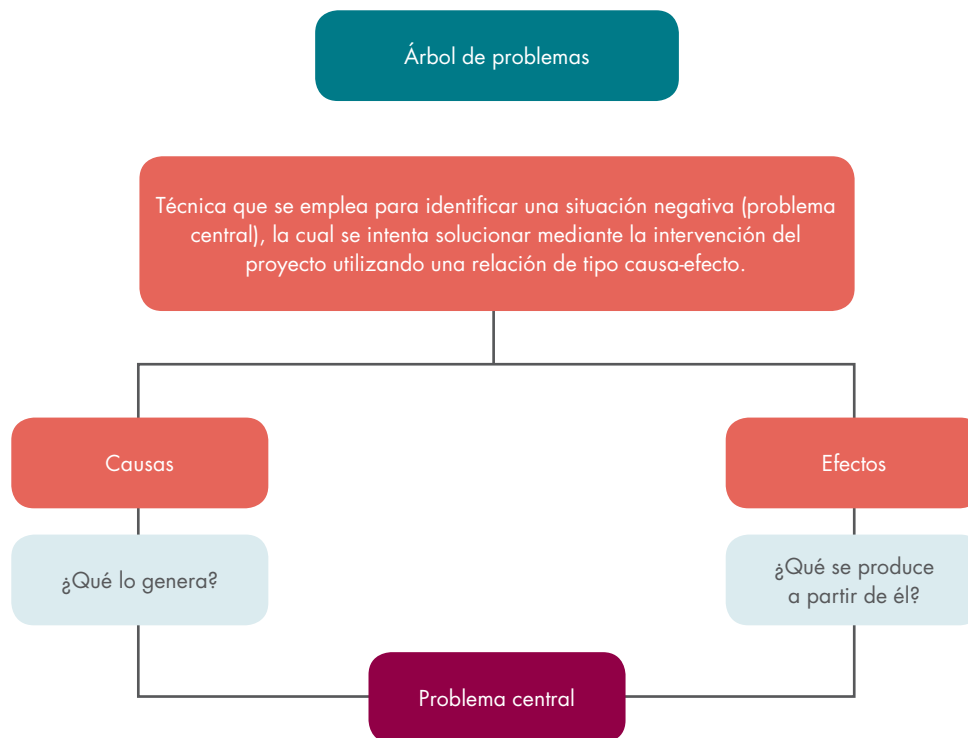 Árbol de problemas
Técnica que se emplea para identificar una situación negativa (problema
central), la cual se intenta solucionar mediante la intervención del
proyecto utilizando una relación de tipo causa-efecto.
Causas
Efectos
¿Qué lo genera?
¿Qué se produce
a partir de él?
Problema central